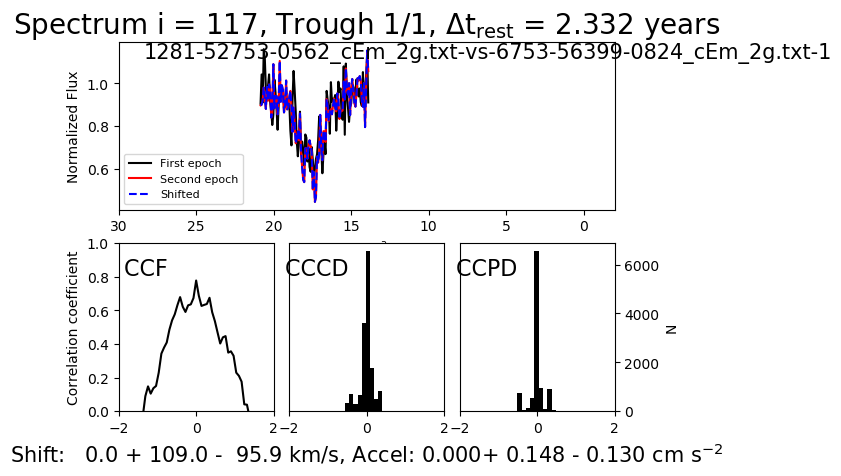 Spectrum i = 117, Trough 1/1, Δt_rest = 2.332 years
1281-52753-0562_cEm_2g.txt-vs-6753-56399-0824_cEm_2g.txt-1
Normalized Flux
1.0
0.8
0.6
First epoch
Second epoch
Shifted
30 25 20 15 10 5 0
Correlation coefficient
1.0
0.8
0.6
0.4
0.2
0.0
CCF
CCCD
CCPD
6000
4000
2000
0
N
−2 0 2
−2 0 2
−2 0 2
Shift: 0.0 + 109.0 - 95.9 km/s, Accel: 0.000+ 0.148 - 0.130 cm s⁻²